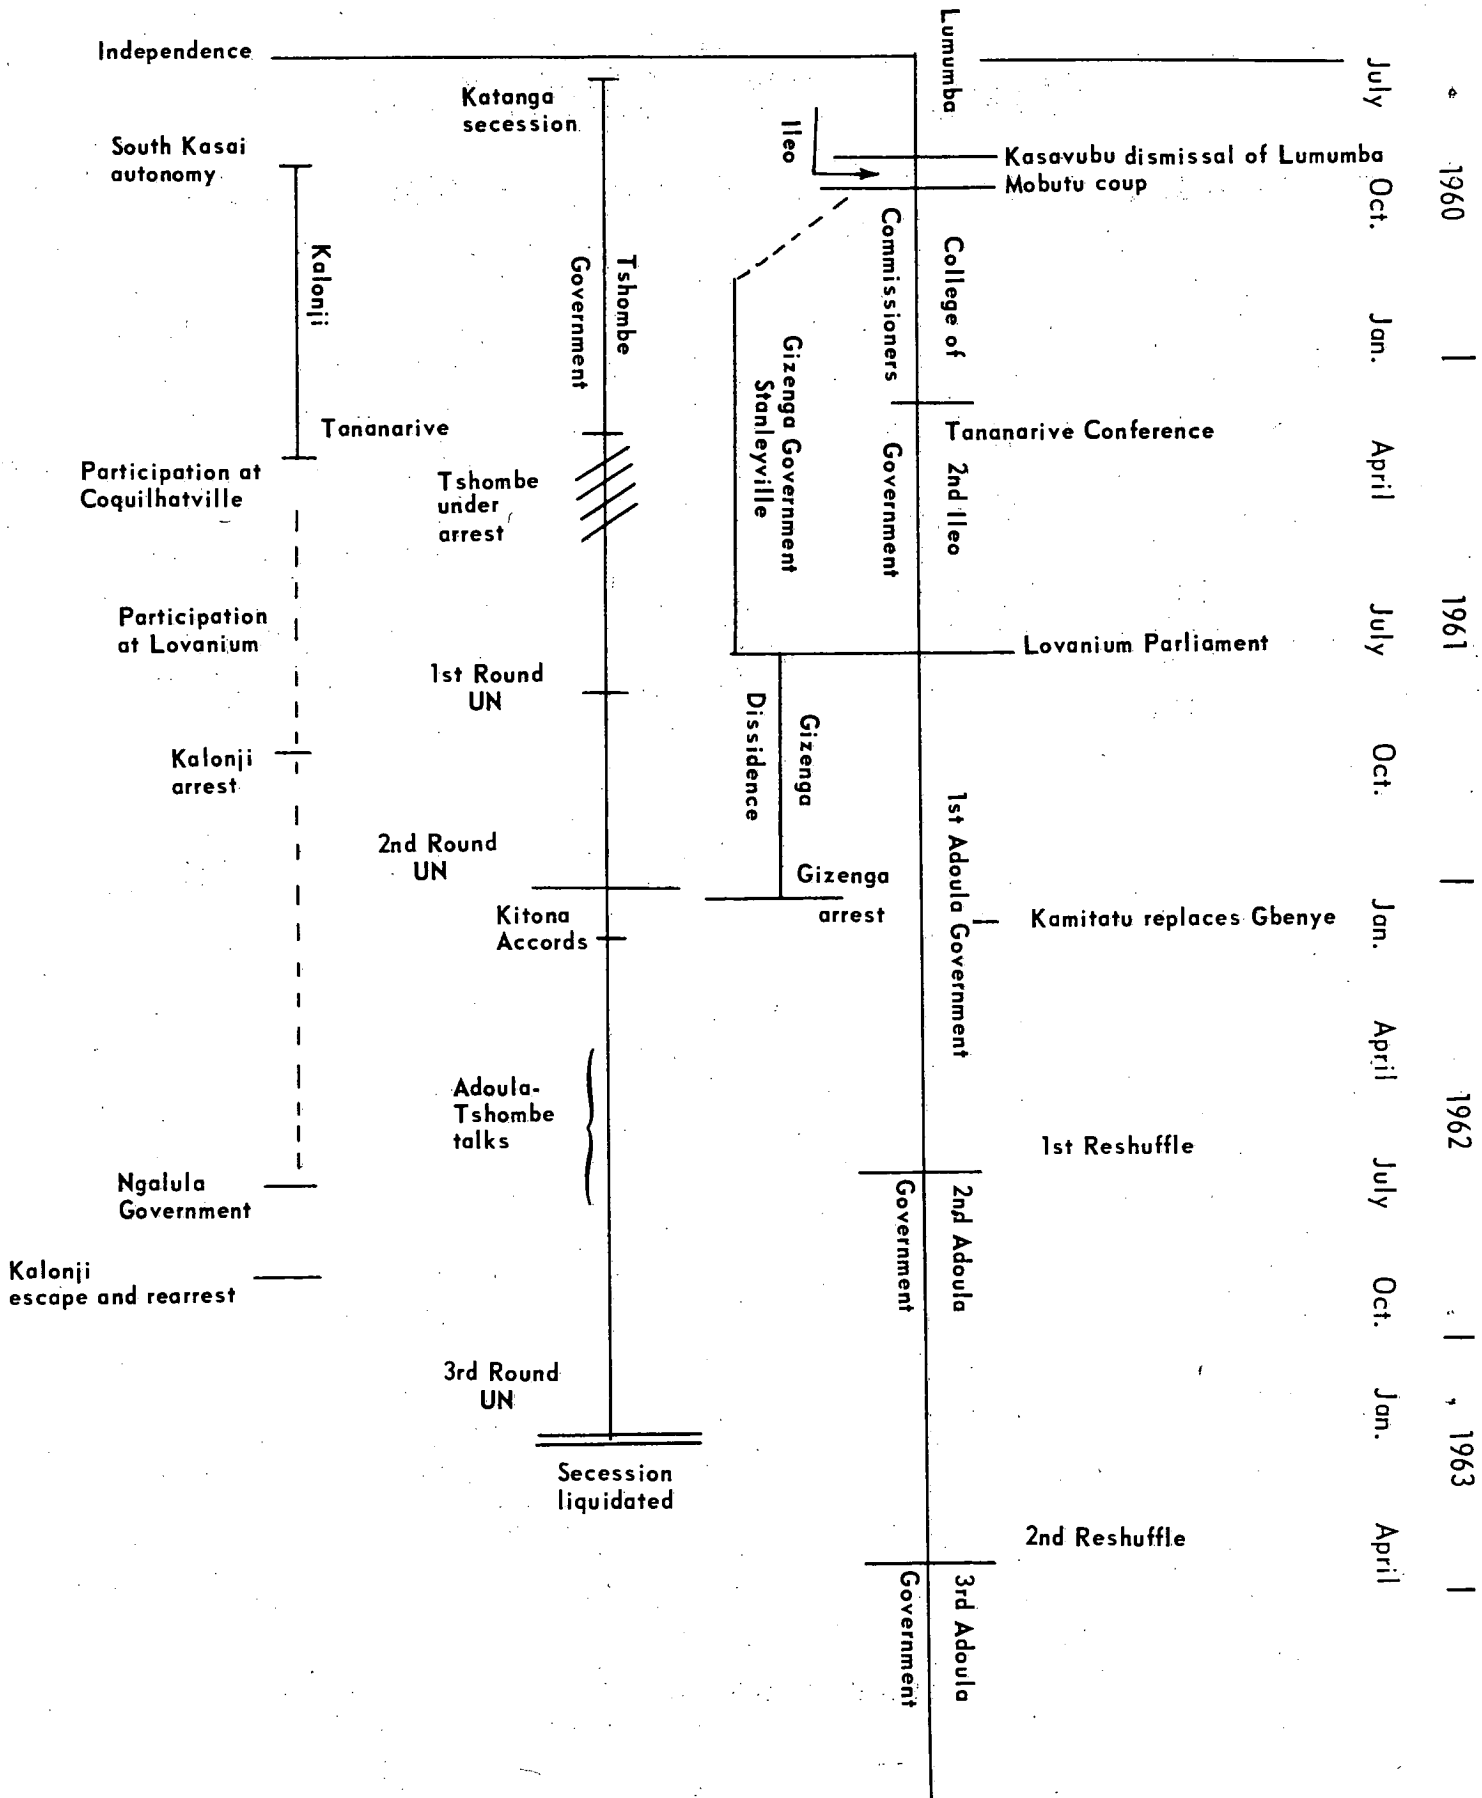 Independence
Lumumba
July
Katanga
secession
Ileo
South Kasai
autonomy
Kasavubu dismissal of Lumumba
Mobutu coup
Oct.
1960
Kalonji
Tshombe
Government
College of
Commissioners
Gizenga Government
Stanleyville
Jan.
Tananarive
Tananarive Conference
2nd Ileo
Government
April
Participation at
Coquilhatville
Tshombe
under
arrest
Participation
at Lovanium
Lovanium Parliament
July
1961
1st Round
UN
Gizenga
Dissidence
Kalonji
arrest
Oct.
1st Adoula Government
2nd Round
UN
Gizenga
arrest
Kitona
Accords
Kamitatu replaces Gbenye
Jan.
April
Adoula-
Tshombe
talks
1962
1st Reshuffle
July
Ngalula
Government
2nd Adoula
Government
Kalonji
escape and rearrest
Oct.
3rd Round
UN
Jan.
1963
Secession
liquidated
2nd Reshuffle
April
3rd Adoula
Government